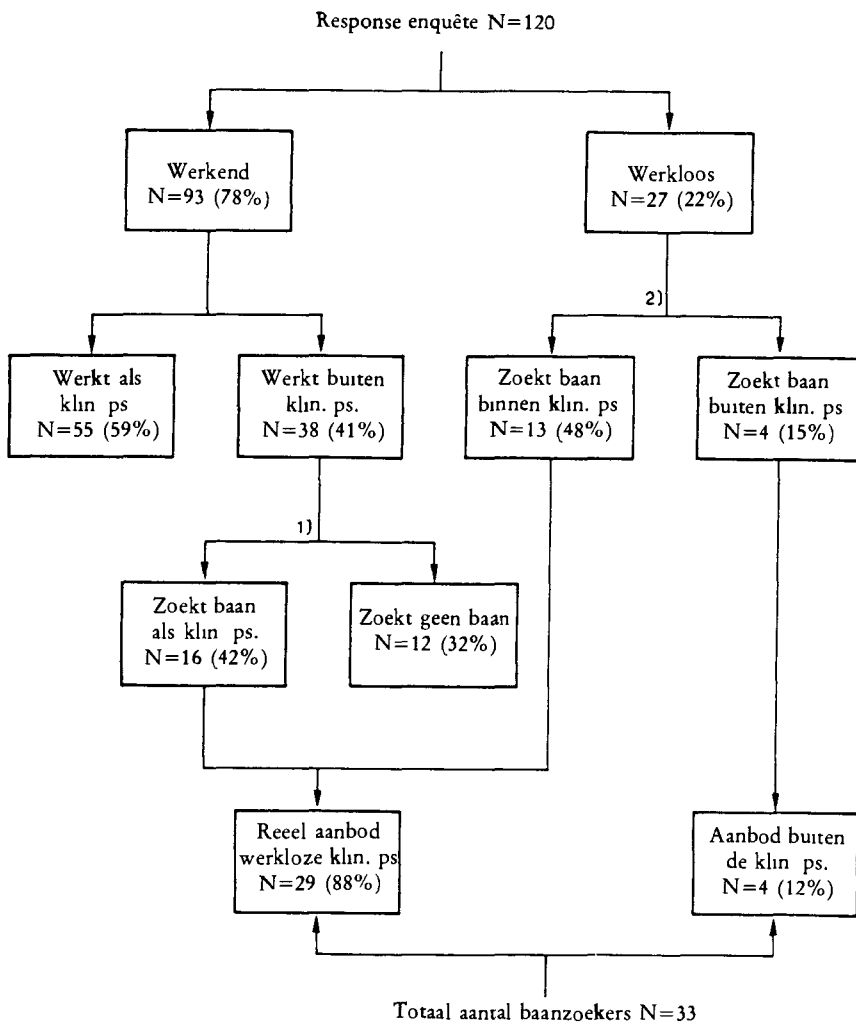 Response enquête N=120
Werkend
N=93 (78%)
Werkloos
N=27 (22%)
2)
Werkt als
klin ps
N=55 (59%)
Werkt buiten
klin. ps.
N=38 (41%)
Zoekt baan
binnen klin. ps
N=13 (48%)
Zoekt baan
buiten klin. ps
N=4 (15%)
1)
Zoekt baan
als klin ps.
N=16 (42%)
Zoekt geen baan
N=12 (32%)
Reeel aanbod
werkloze klin. ps
N=29 (88%)
Aanbod buiten
de klin ps.
N=4 (12%)
Totaal aantal baanzoekers N=33